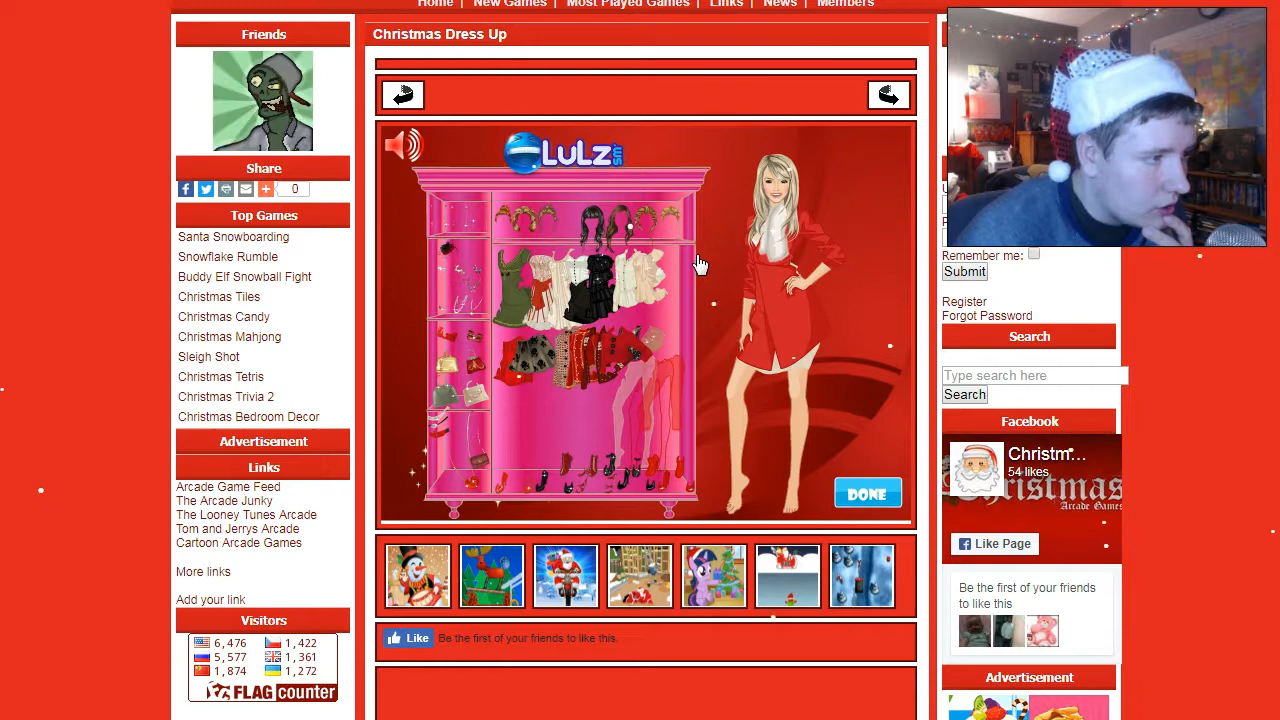 Home | New Games | Most Played Games | Links | News | Members
Friends
Share
0
Top Games
Santa Snowboarding
Snowflake Rumble
Buddy Elf Snowball Fight
Christmas Tiles
Christmas Candy
Christmas Mahjong
Sleigh Shot
Christmas Tetris
Christmas Trivia 2
Christmas Bedroom Decor
Advertisement
Links
Arcade Game Feed
The Arcade Junky
The Looney Tunes Arcade
Tom and Jerrys Arcade
Cartoon Arcade Games
More links
Add your link
Visitors
6,476 1,422
5,577 1,361
1,874 1,272
FLAG counter
Christmas Dress Up
LULZ
DONE
Like Be the first of your friends to like this.
Remember me:
Submit
Register
Forgot Password
Search
Type search here
Search
Facebook
Christm...
54 likes
Christmas
Arcade Games
Like Page
Be the first of your friends
to like this
Advertisement